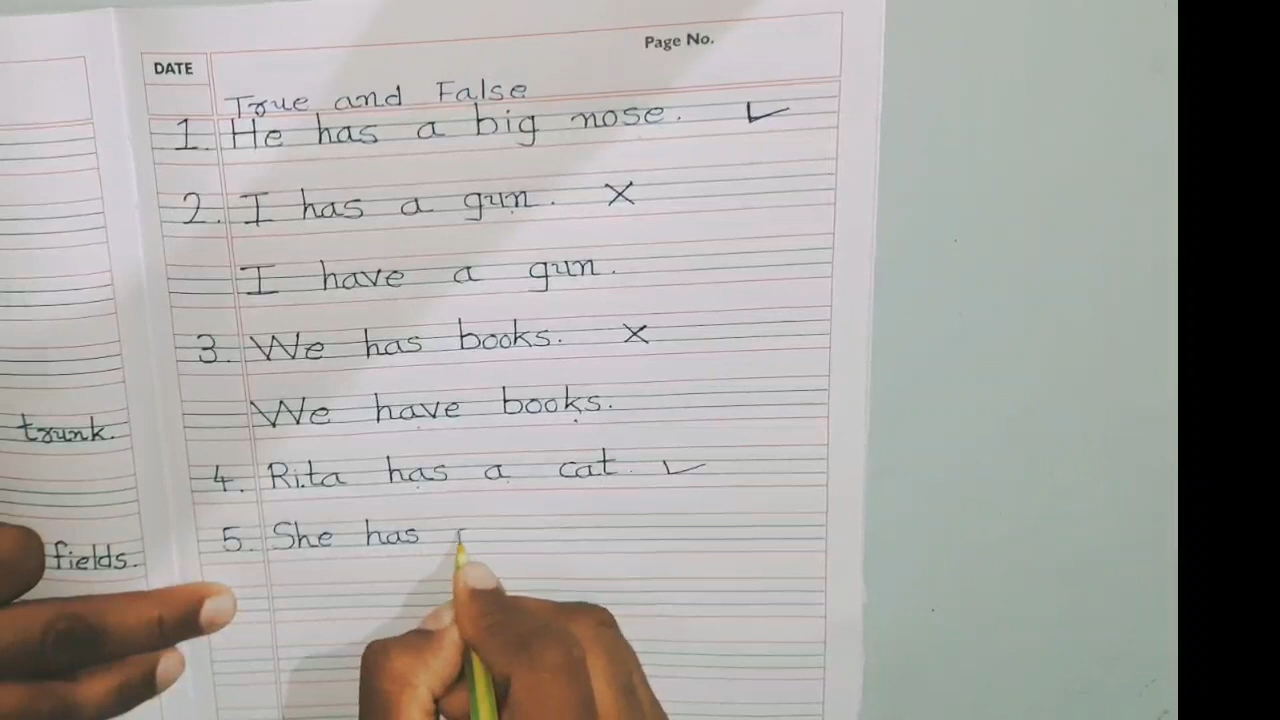 Page No.
DATE
True and False
1. He has a big nose. ✓
2. I has a gun. X
I have a gun.
3. We has books. X
We have books.
trunk.
4. Rita has a cat. ✓
5. She has
fields.